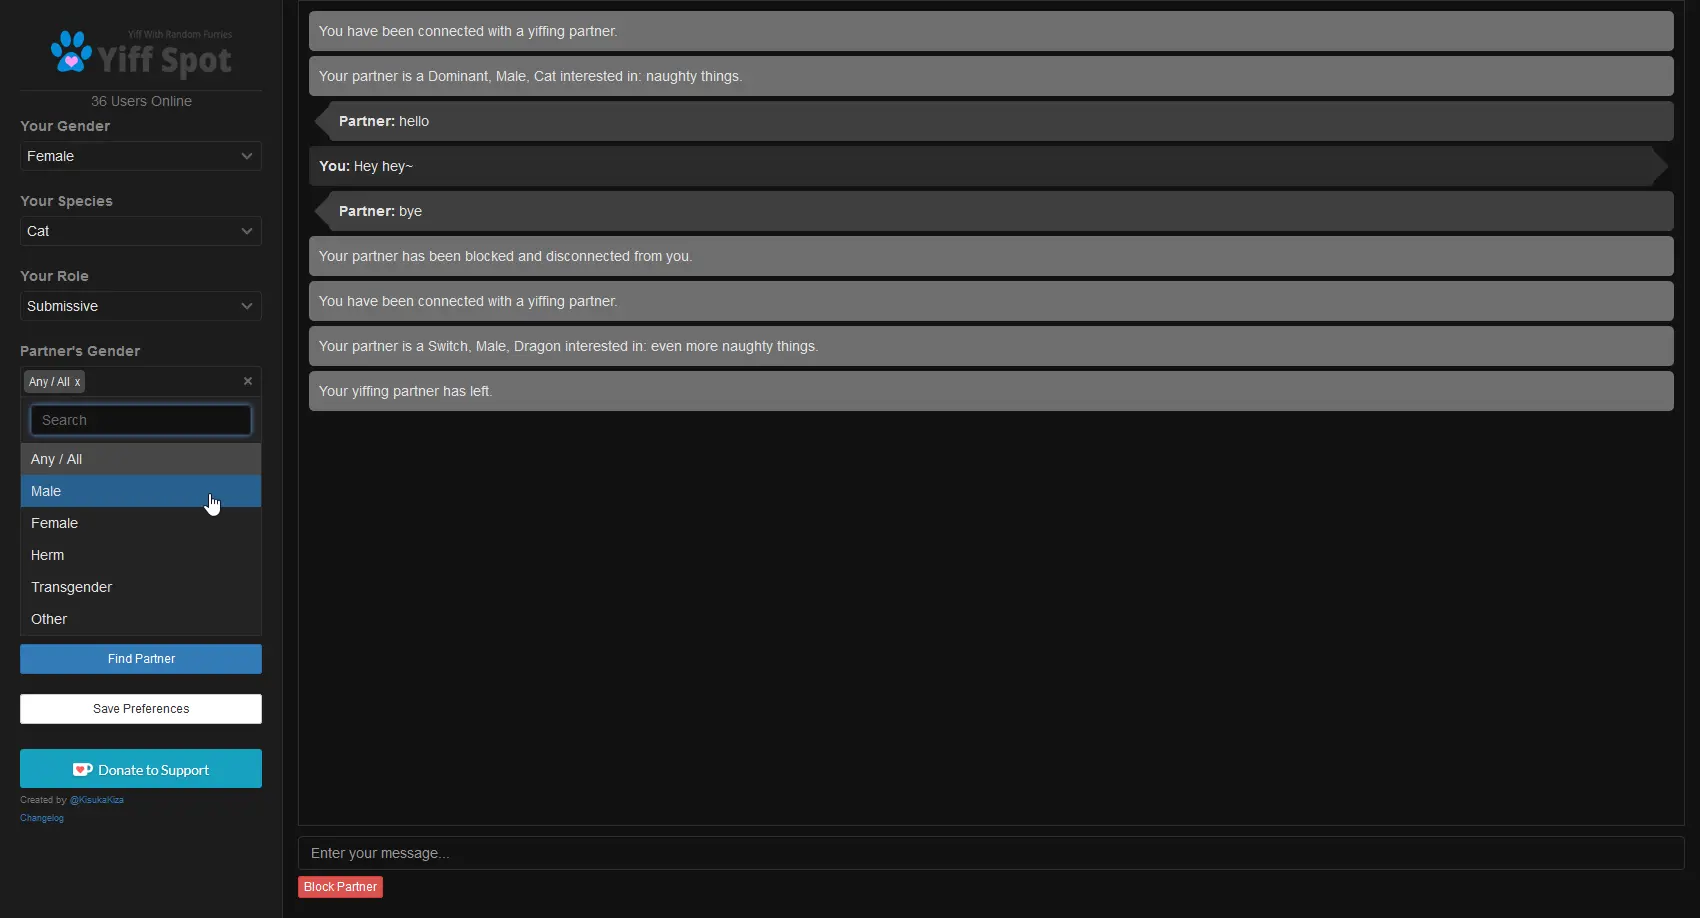 Yiff With Random Furries
Yiff Spot
36 Users Online
Your Gender
Female
Your Species
Cat
Your Role
Submissive
Partner's Gender
Any / All x
×
Search
Any / All
Male
Female
Herm
Transgender
Other
Find Partner
Save Preferences
Donate to Support
Created by @KisukaKiza
Changelog
You have been connected with a yiffing partner.
Your partner is a Dominant, Male, Cat interested in: naughty things.
Partner: hello
You: Hey hey~
Partner: bye
Your partner has been blocked and disconnected from you.
You have been connected with a yiffing partner.
Your partner is a Switch, Male, Dragon interested in: even more naughty things.
Your yiffing partner has left.
Enter your message...
Block Partner